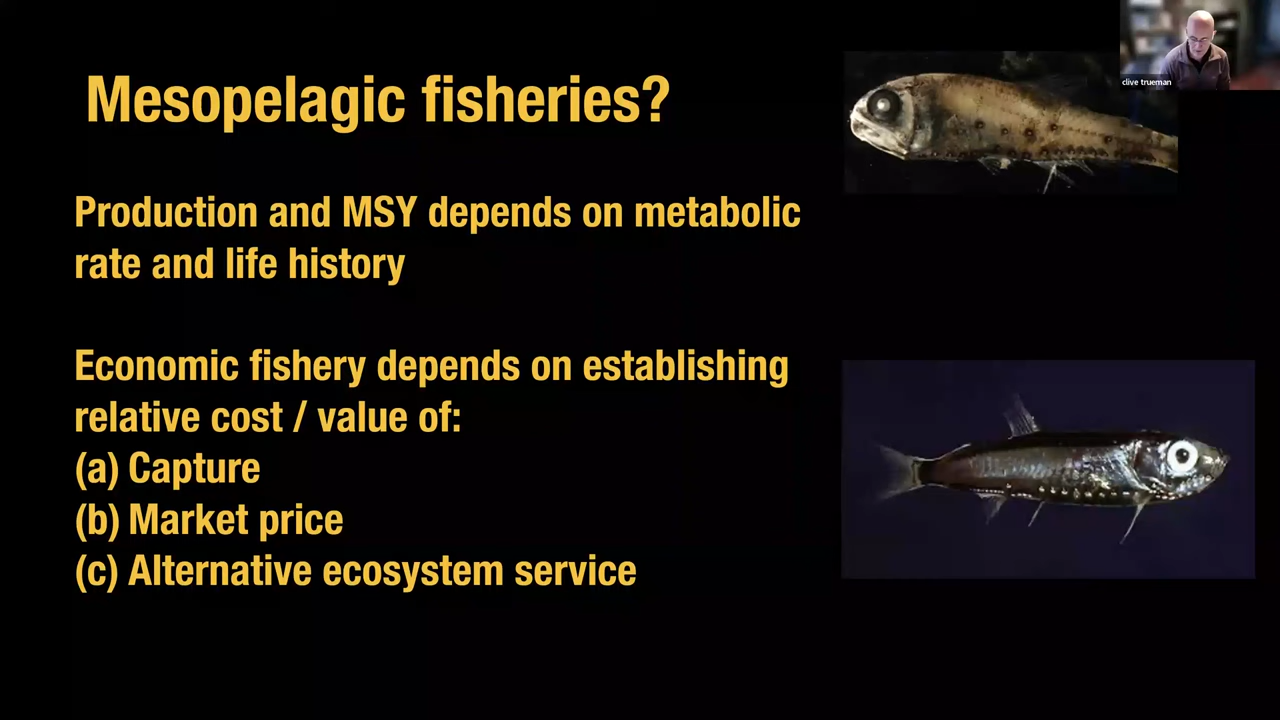 Mesopelagic fisheries?
clive trueman
Production and MSY depends on metabolic
rate and life history
Economic fishery depends on establishing
relative cost / value of:
(a) Capture
(b) Market price
(c) Alternative ecosystem service